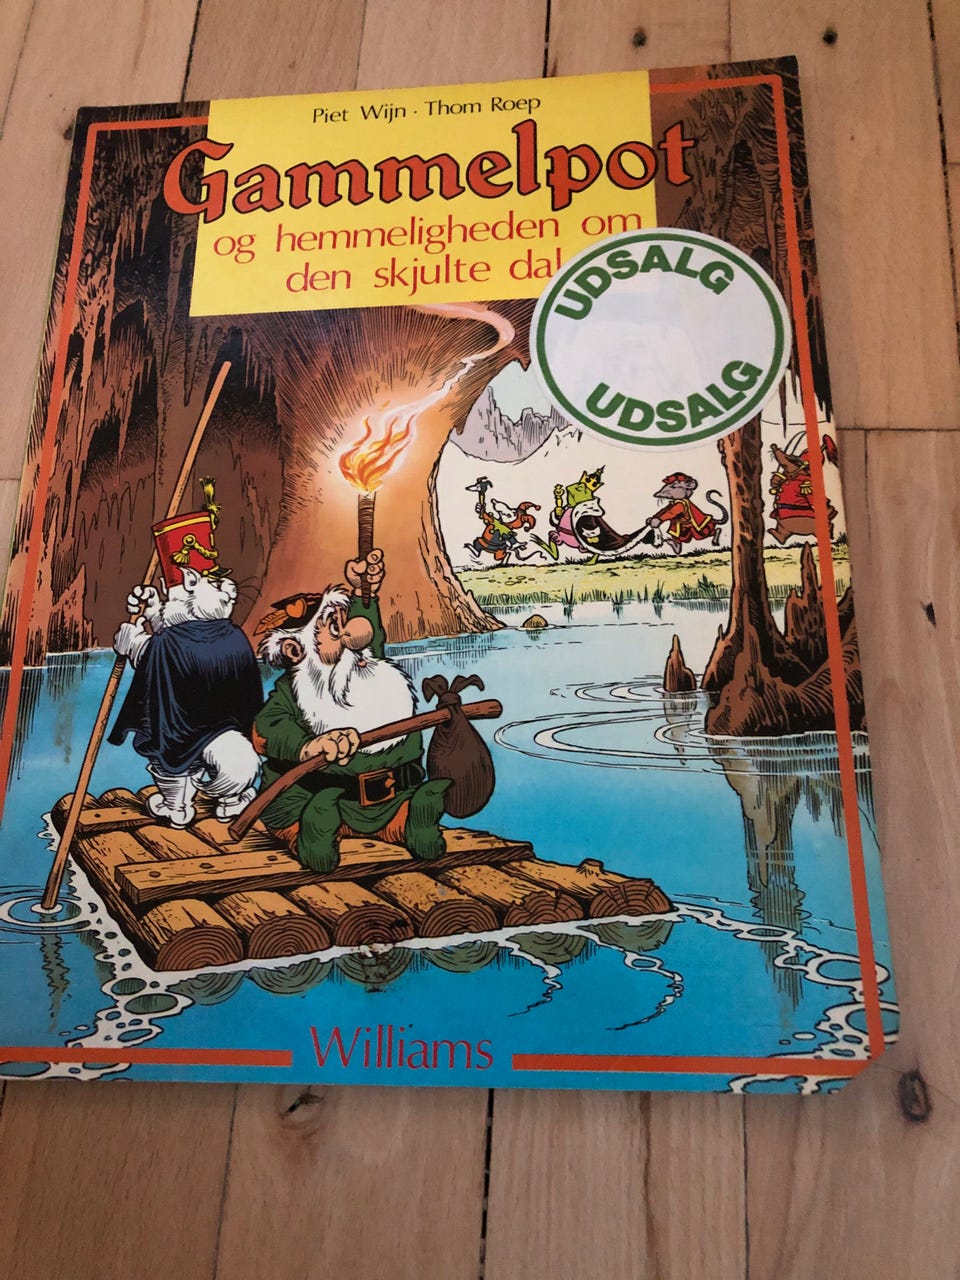 Piet Wijn · Thom Roep
Gammelpot
og hemmeligheden om
den skjulte dal
UDSALG
UDSALG
Williams